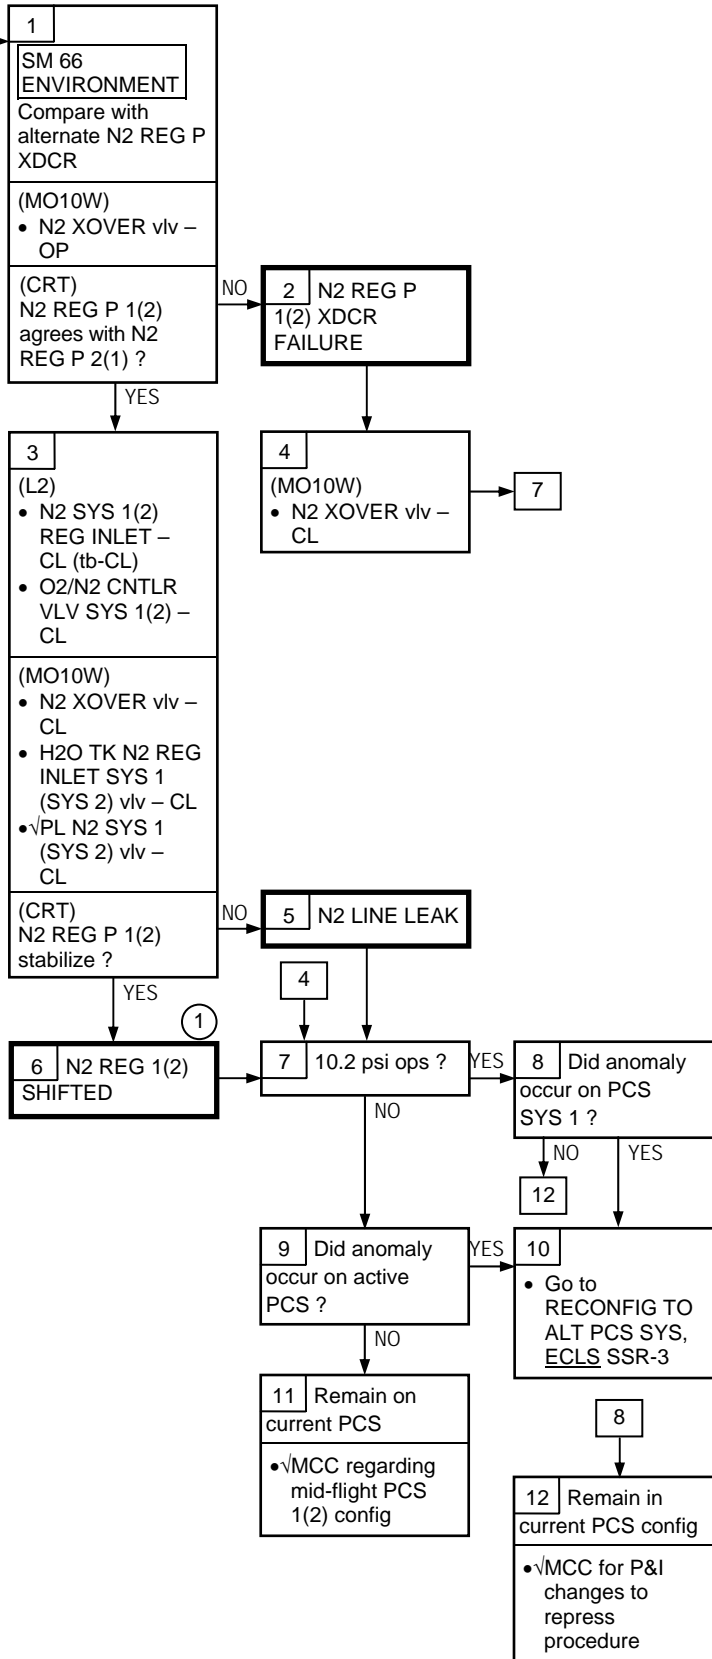 1
SM 66
ENVIRONMENT
Compare with
alternate N2 REG P
XDCR
(MO10W)
• N2 XOVER vlv –
OP
(CRT)
N2 REG P 1(2)
agrees with N2
REG P 2(1) ?
NO
YES
2 N2 REG P
1(2) XDCR
FAILURE
3
(L2)
• N2 SYS 1(2)
REG INLET –
CL (tb-CL)
• O2/N2 CNTLR
VLV SYS 1(2) –
CL
(MO10W)
• N2 XOVER vlv –
CL
• H2O TK N2 REG
INLET SYS 1
(SYS 2) vlv – CL
•√PL N2 SYS 1
(SYS 2) vlv –
CL
(CRT)
N2 REG P 1(2)
stabilize ?
NO
YES
4
(MO10W)
• N2 XOVER vlv –
CL
7
5 N2 LINE LEAK
4
1
6 N2 REG 1(2)
SHIFTED
7 10.2 psi ops ?
YES
NO
8 Did anomaly
occur on PCS
SYS 1 ?
NO
YES
12
9 Did anomaly
occur on active
PCS ?
YES
NO
10
• Go to
RECONFIG TO
ALT PCS SYS,
ECLS SSR-3
11 Remain on
current PCS
•√MCC regarding
mid-flight PCS
1(2) config
8
12 Remain in
current PCS config
•√MCC for P&I
changes to
repress
procedure